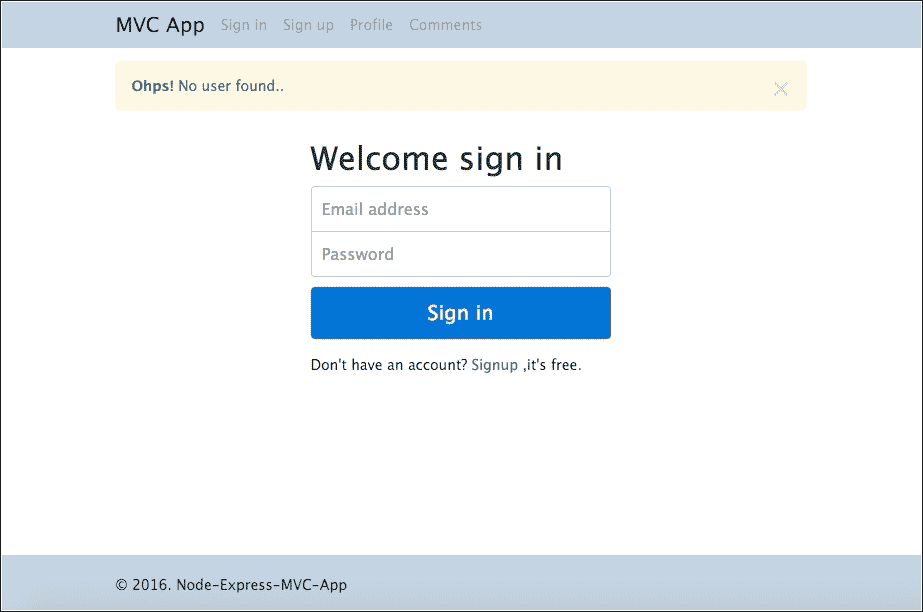 MVC App Sign in Sign up Profile Comments
Ohps! No user found..
Welcome sign in
Email address
Password
Sign in
Don't have an account? Signup ,it's free.
© 2016. Node-Express-MVC-App